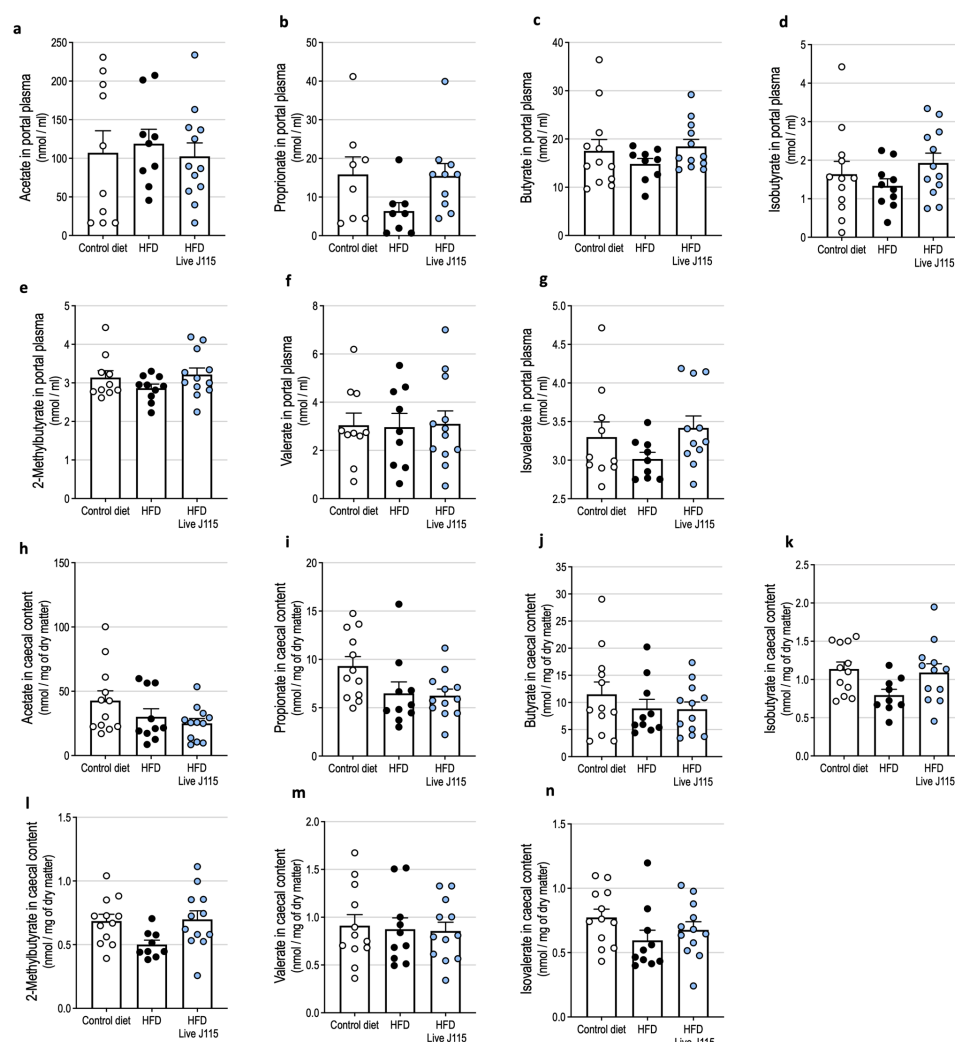 a
Acetate in portal plasma
(nmol / ml)
250
200
150
100
50
0
Control diet
HFD
HFD
Live J115
b
Proprionate in portal plasma
(nmol / ml)
50
40
30
20
10
0
Control diet
HFD
HFD
Live J115
c
Butyrate in portal plasma
(nmol / ml)
40
30
20
10
0
Control diet
HFD
HFD
Live J115
d
Isobutyrate in portal plasma
(nmol / ml)
5
4
3
2
1
0
Control diet
HFD
HFD
Live J115
e
2-Methylbutyrate in portal plasma
(nmol / ml)
5
4
3
2
1
0
Control diet
HFD
HFD
Live J115
f
Valerate in portal plasma
(nmol / ml)
8
6
4
2
0
Control diet
HFD
HFD
Live J115
g
Isovalerate in portal plasma
(nmol / ml)
5.0
4.5
4.0
3.5
3.0
2.5
Control diet
HFD
HFD
Live J115
h
Acetate in caecal content
(nmol / mg of dry matter)
150
100
50
0
Control diet
HFD
HFD
Live J115
i
Propionate in caecal content
(nmol / mg of dry matter)
20
15
10
5
0
Control diet
HFD
HFD
Live J115
j
Butyrate in caecal content
(nmol / mg of dry matter)
35
30
25
20
15
10
5
0
Control diet
HFD
HFD
Live J115
k
Isobutyrate in caecal content
(nmol / mg of dry matter)
2.5
2.0
1.5
1.0
0.5
0.0
Control diet
HFD
HFD
Live J115
l
2-Methylbutyrate in caecal content
(nmol / mg of dry matter)
1.5
1.0
0.5
0.0
Control diet
HFD
HFD
Live J115
m
Valerate in caecal content
(nmol / mg of dry matter)
2.0
1.5
1.0
0.5
0.0
Control diet
HFD
HFD
Live J115
n
Isovalerate in caecal content
(nmol / mg of dry matter)
1.5
1.0
0.5
0.0
Control diet
HFD
HFD
Live J115